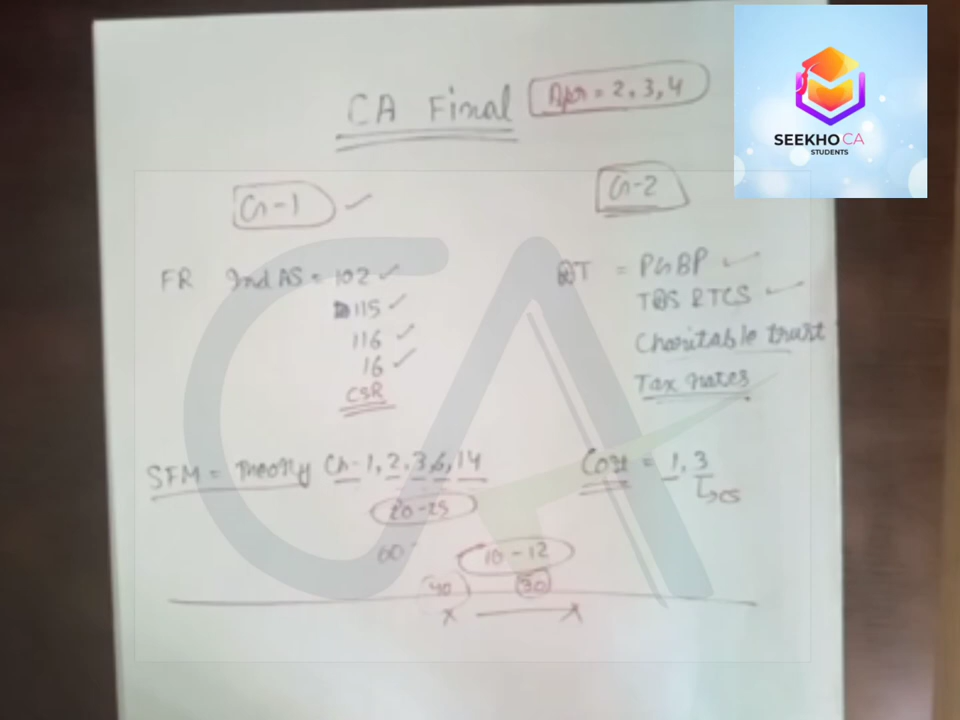 CA Final
Apr = 2, 3, 4
SEEKHO CA
STUDENTS
G-1
G-2
FR Ind AS = 102
115
116
16
CSR
DT = PGBP
TDS & TCS
Charitable trust
Tax rates
SFM = Theory Ch-1, 2, 3, 6, 14
20-25
Cost = 1, 3
CS
60
10-12
40
30
CA